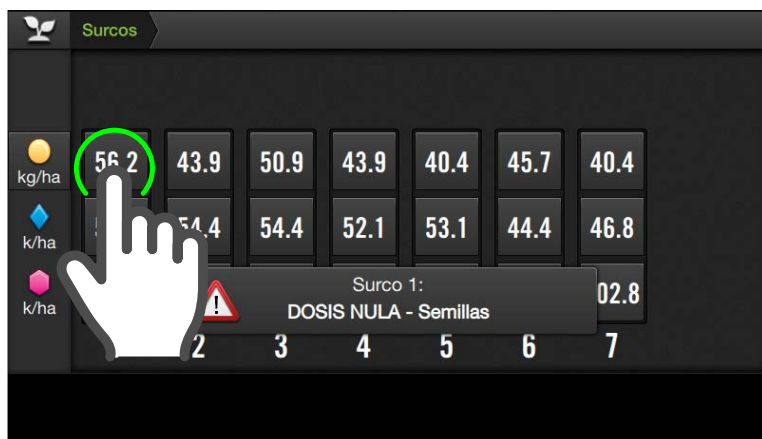 Surcos
kg/ha 56.2 43.9 50.9 43.9 40.4 45.7 40.4
k/ha 54.4 54.4 52.1 53.1 44.4 46.8
k/ha 02.8
Surco 1:
DOSIS NULA - Semillas
2 3 4 5 6 7